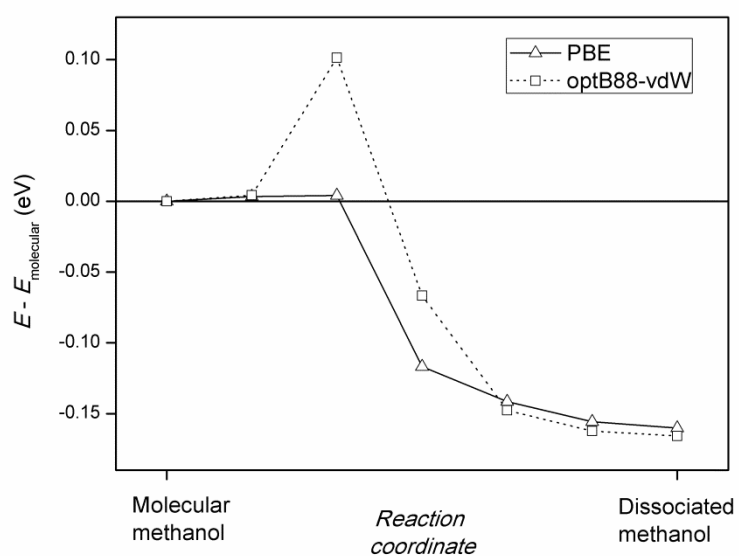 PBE
optB88-vdW
0.10
0.05
0.00
-0.05
-0.10
-0.15
E - Emolecular (eV)
Molecular
methanol
Reaction
coordinate
Dissociated
methanol